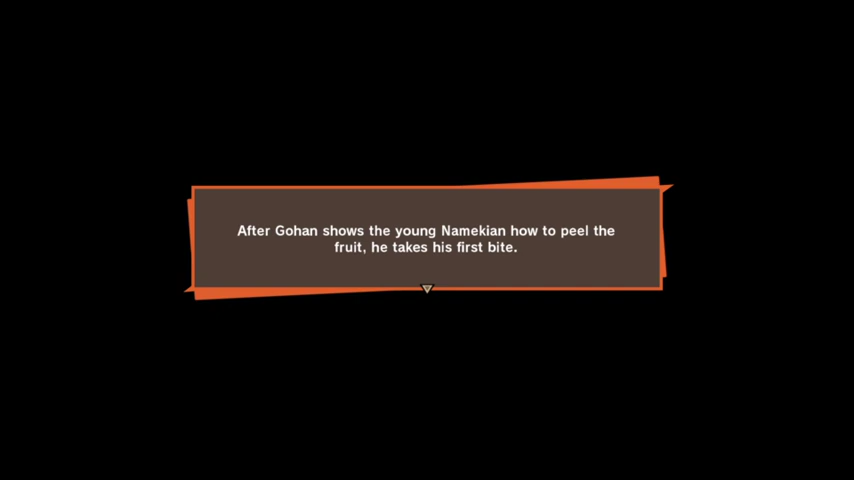 After Gohan shows the young Namekian how to peel the
fruit, he takes his first bite.